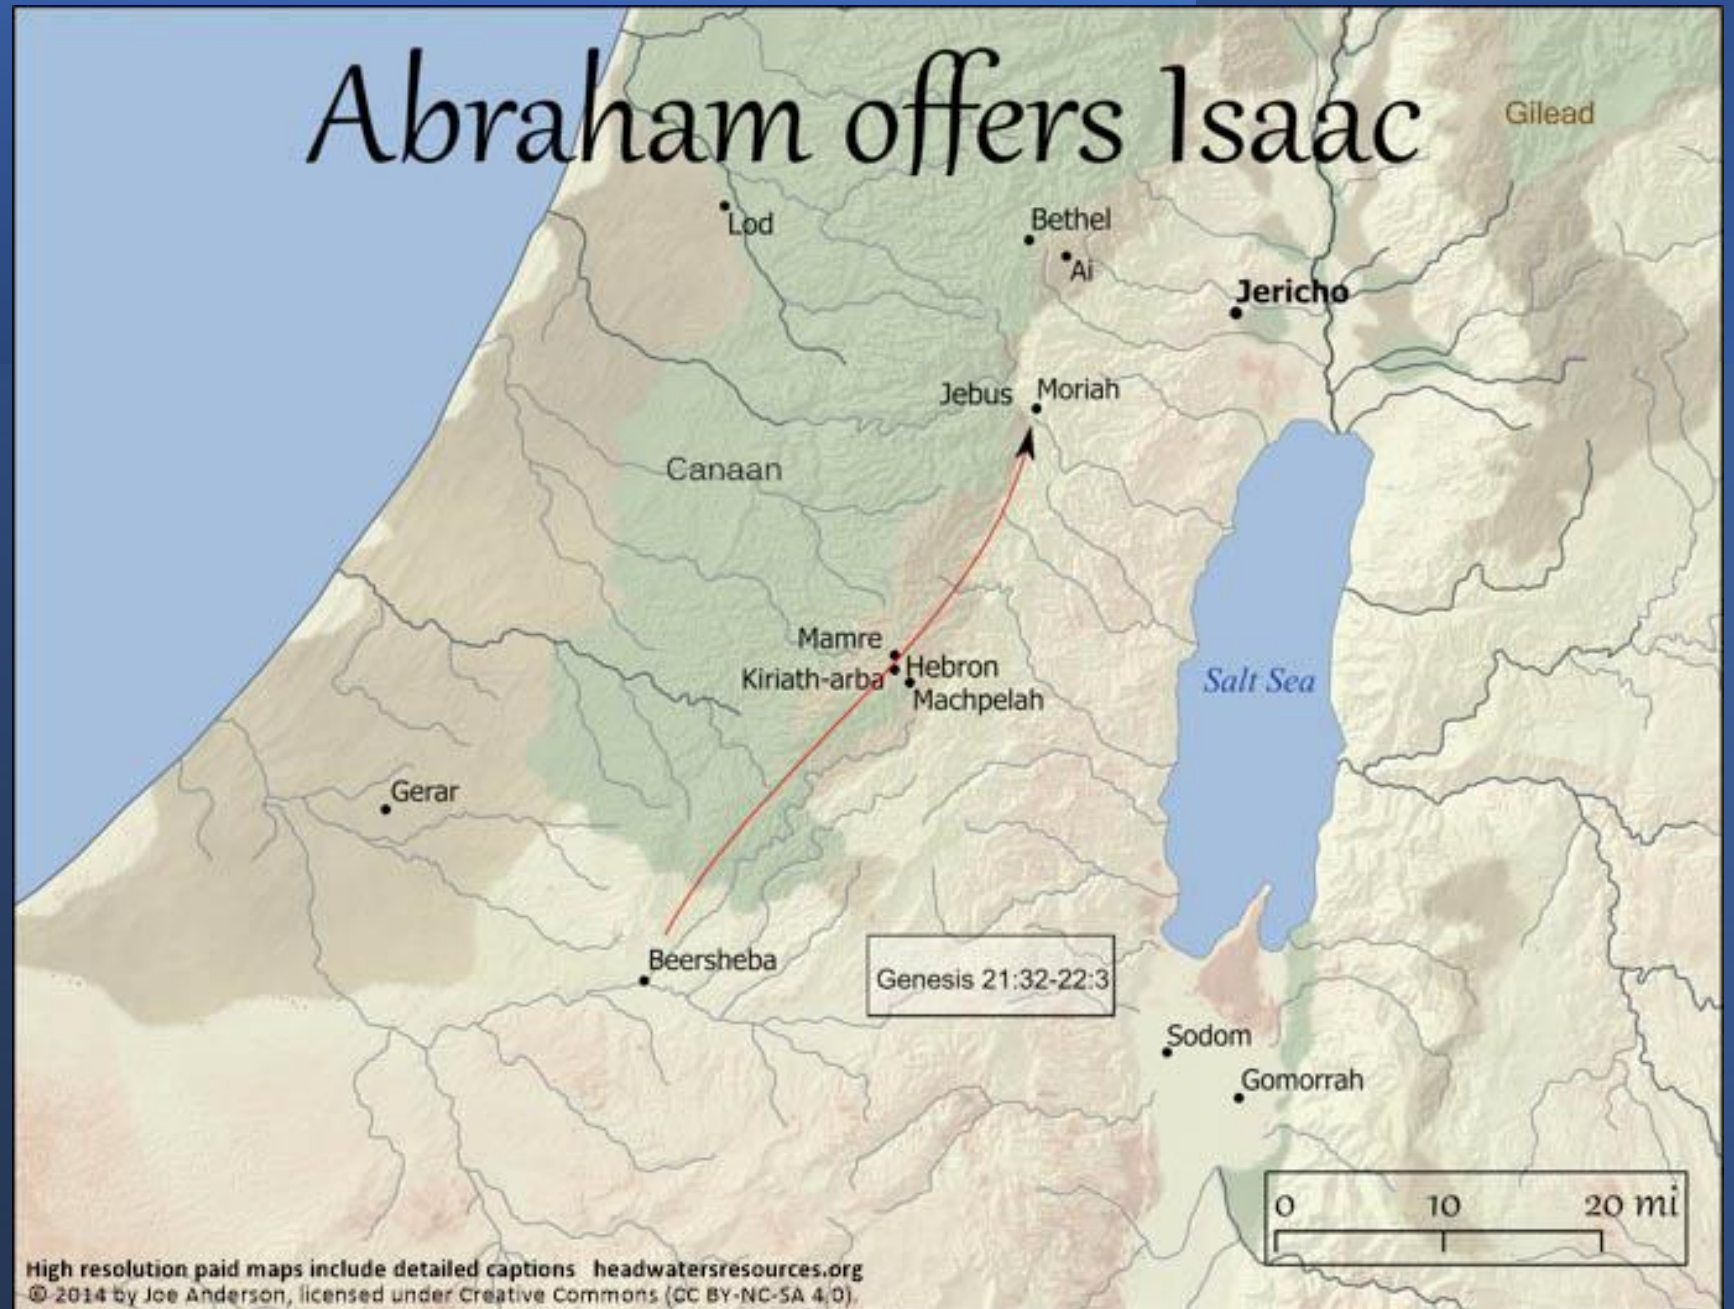 Abraham offers Isaac
Gilead
Lod
Bethel
Ai
Jericho
Jebus
Moriah
Canaan
Mamre
Kiriath-arba
Hebron
Machpelah
Salt Sea
Gerar
Beersheba
Genesis 21:32-22:3
Sodom
Gomorrah
0 10 20 mi
High resolution paid maps include detailed captions headwatersresources.org
© 2014 by Joe Anderson, licensed under Creative Commons (CC BY-NC-SA 4.0).